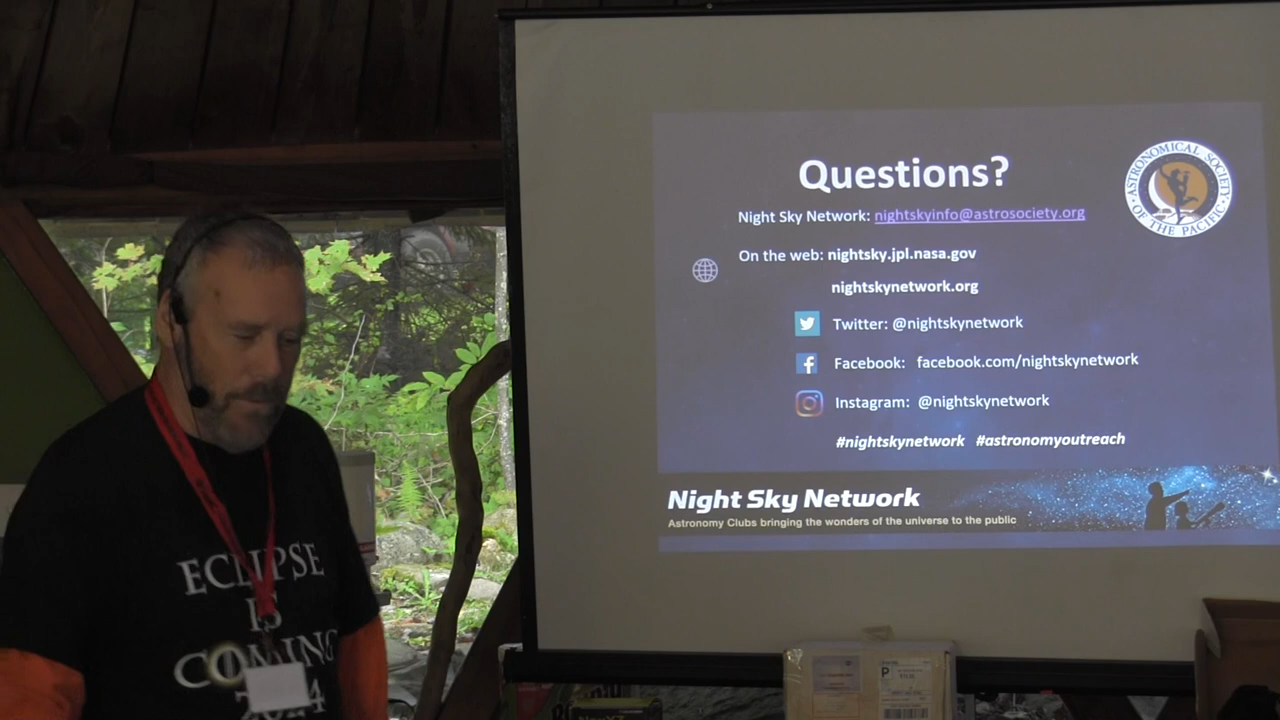 Questions?
ASTRONOMICAL SOCIETY
OF THE PACIFIC
Night Sky Network: nightskyinfo@astrosociety.org
On the web: nightsky.jpl.nasa.gov
nightskynetwork.org
Twitter: @nightskynetwork
Facebook: facebook.com/nightskynetwork
Instagram: @nightskynetwork
#nightskynetwork #astronomyoutreach
Night Sky Network
Astronomy Clubs bringing the wonders of the universe to the public
ECLIPSE
IS
COMING
2024
P